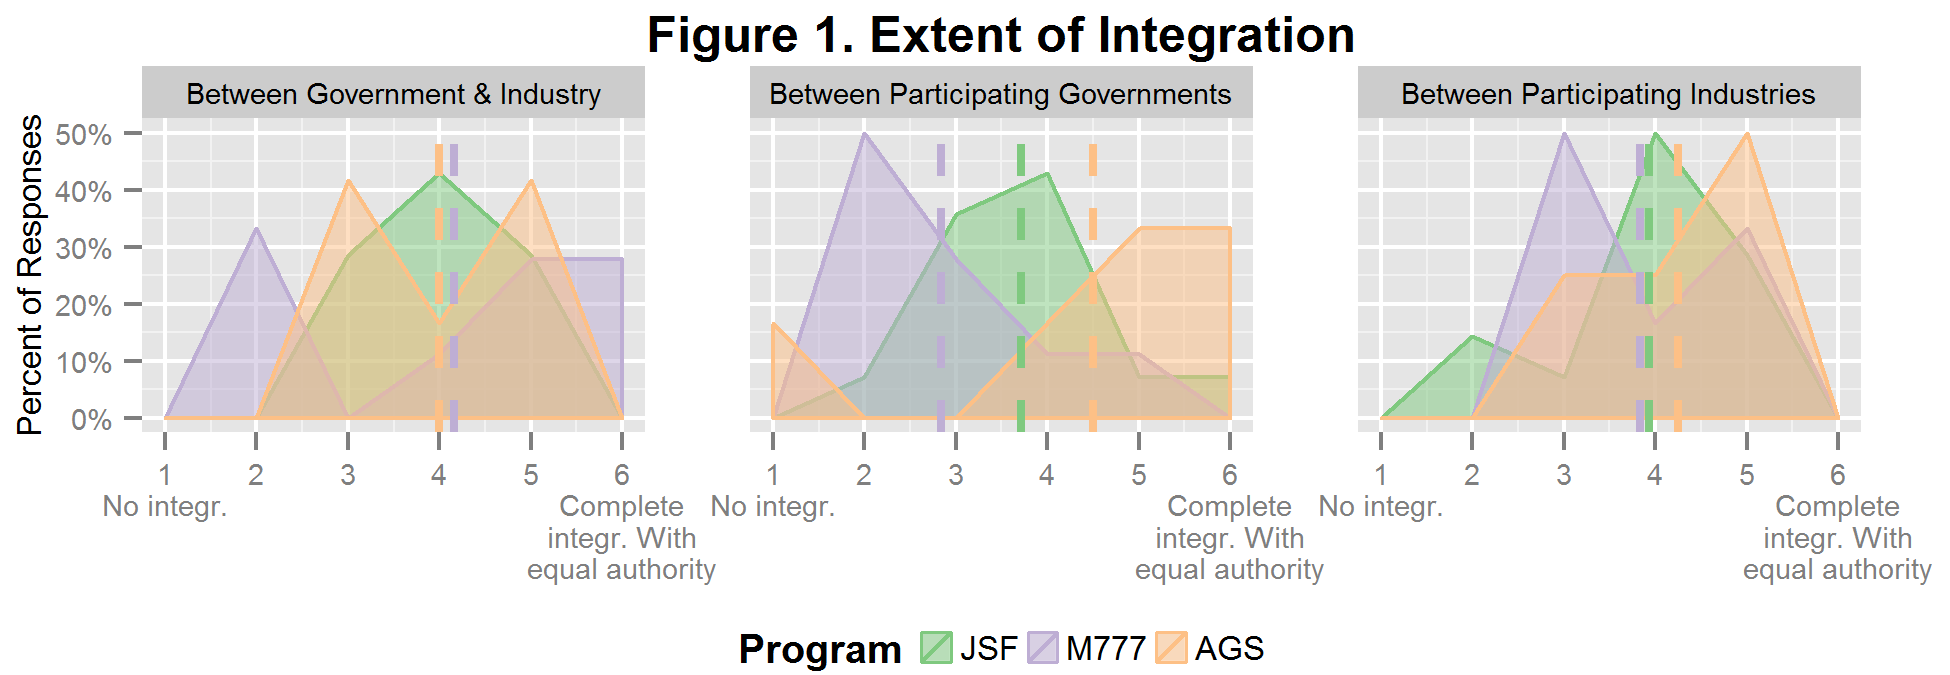 Figure 1. Extent of Integration
Between Government & Industry
Between Participating Governments
Between Participating Industries
Percent of Responses
50%
40%
30%
20%
10%
0%
1 2 3 4 5 6
No integr.
Complete
integr. With
equal authority
1 2 3 4 5 6
No integr.
Complete
integr. With
equal authority
1 2 3 4 5 6
No integr.
Complete
integr. With
equal authority
Program JSF M777 AGS